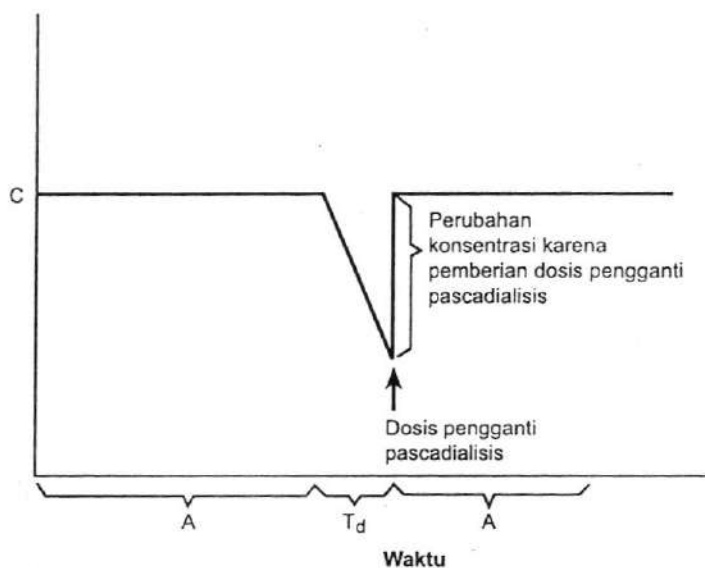 C
Perubahan
konsentrasi karena
pemberian dosis pengganti
pascadialisis
Dosis pengganti
pascadialisis
A
Td
A
Waktu